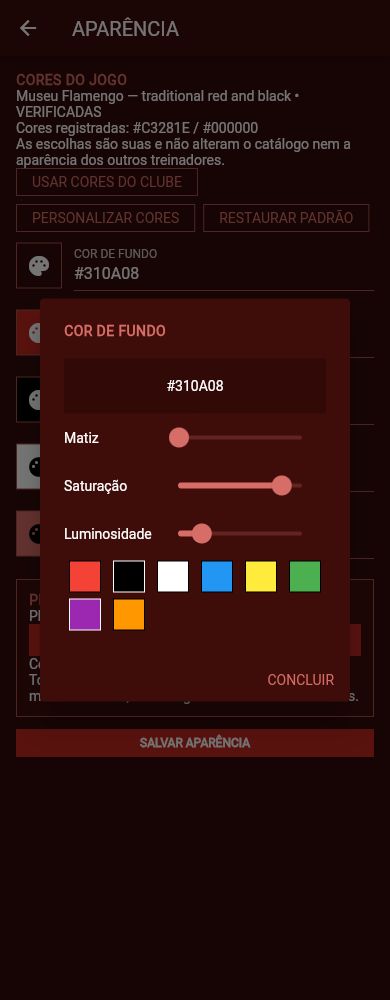 APARÊNCIA
CORES DO JOGO
Museu Flamengo — traditional red and black •
VERIFICADAS
Cores registradas: #C3281E / #000000
As escolhas são suas e não alteram o catálogo nem a
aparência dos outros treinadores.
USAR CORES DO CLUBE
PERSONALIZAR CORES
RESTAURAR PADRÃO
COR DE FUNDO
#310A08
COR DE FUNDO
#310A08
Matiz
Saturação
Luminosidade
CONCLUIR
SALVAR APARÊNCIA